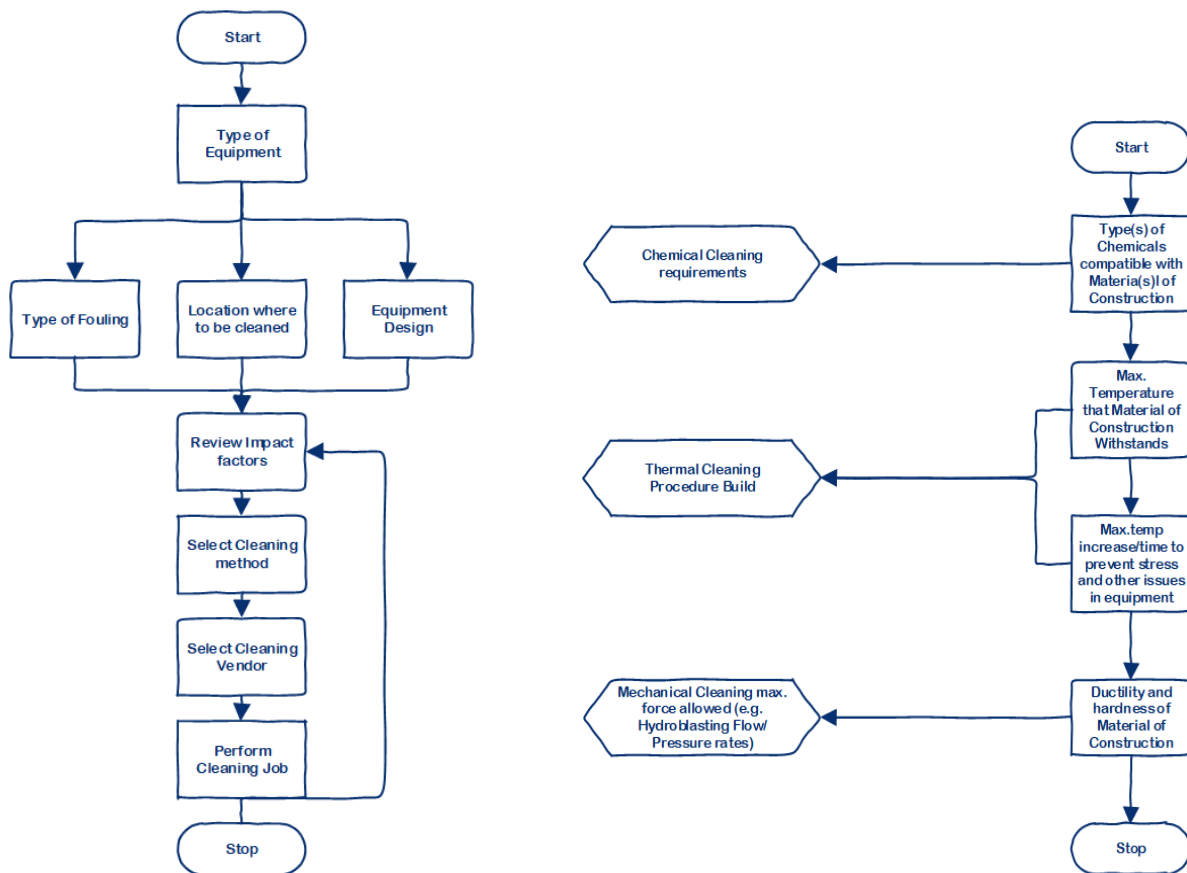 Start
Type of
Equipment
Type of Fouling
Location where
to be cleaned
Equipment
Design
Review Impact
factors
Select Cleaning
method
Select Cleaning
Vendor
Perform
Cleaning Job
Stop
Start
Type(s) of
Chemicals
compatible with
Materia(s)l of
Construction
Chemical Cleaning
requirements
Max.
Temperature
that Material of
Construction
Withstands
Thermal Cleaning
Procedure Build
Max.temp
increase/time to
prevent stress
and other issues
in equipment
Mechanical Cleaning max.
force allowed (e.g.
Hydroblasting Flow/
Pressure rates)
Ductility and
hardness of
Material of
Construction
Stop